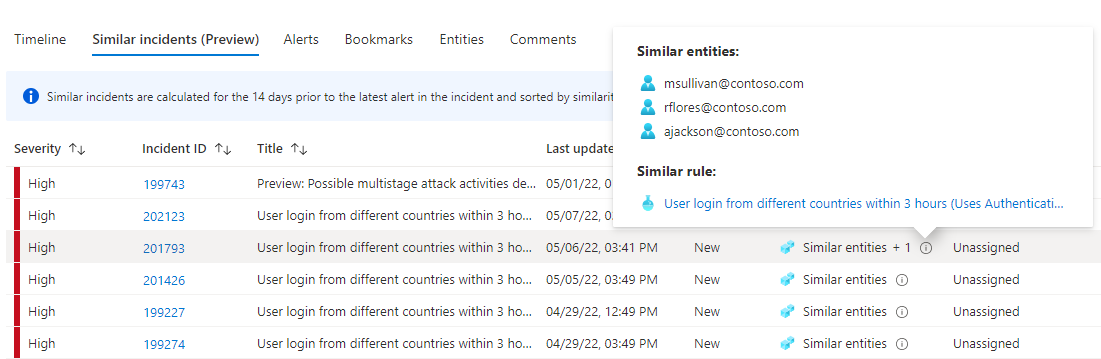 Timeline Similar incidents (Preview) Alerts Bookmarks Entities Comments
Similar incidents are calculated for the 14 days prior to the latest alert in the incident and sorted by
Similar entities:
msullivan@contoso.com
rflores@contoso.com
ajackson@contoso.com
Similar rule:
User login from different countries within 3 hours (Uses Authenticati...
Severity Incident ID Title Last update
High 199743 Preview: Possible multistage attack activities de... 05/01/22,
High 202123 User login from different countries within 3 ho... 05/07/22,
High 201793 User login from different countries within 3 ho... 05/06/22, 03:41 PM New Similar entities + 1 Unassigned
High 201426 User login from different countries within 3 ho... 05/05/22, 03:49 PM New Similar entities Unassigned
High 199227 User login from different countries within 3 ho... 04/29/22, 12:49 PM New Similar entities Unassigned
High 199274 User login from different countries within 3 ho... 04/29/22, 03:49 PM New Similar entities Unassigned